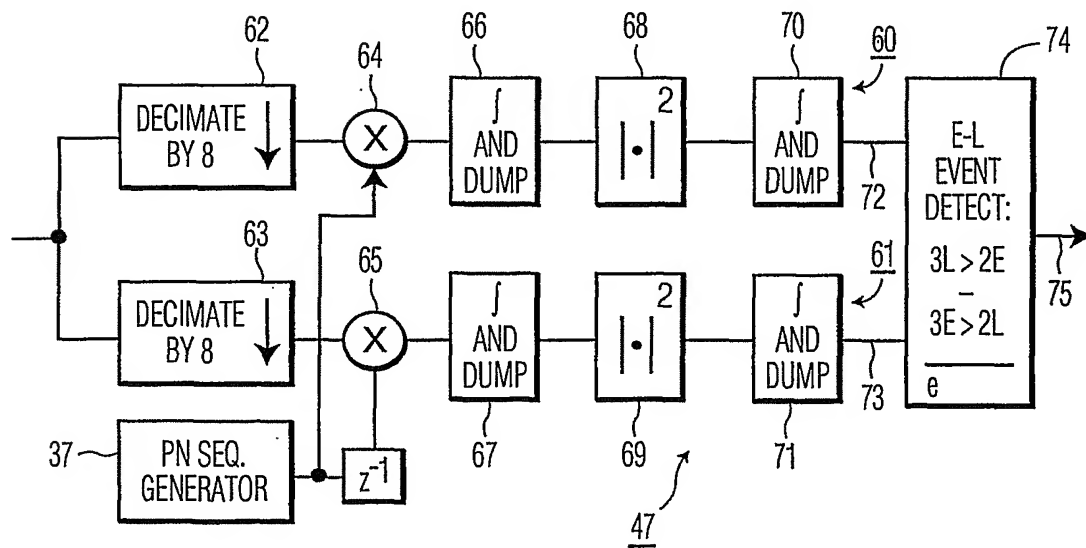 62
64
66
68
70
60
74
DECIMATE
BY 8
X
∫
AND
DUMP
|•|²
∫
AND
DUMP
72
E-L
EVENT
DETECT:
3L > 2E
–
3E > 2L
e
75
63
65
61
DECIMATE
BY 8
X
∫
AND
DUMP
|•|²
∫
AND
DUMP
73
37
PN SEQ.
GENERATOR
z⁻¹
67
69
71
47